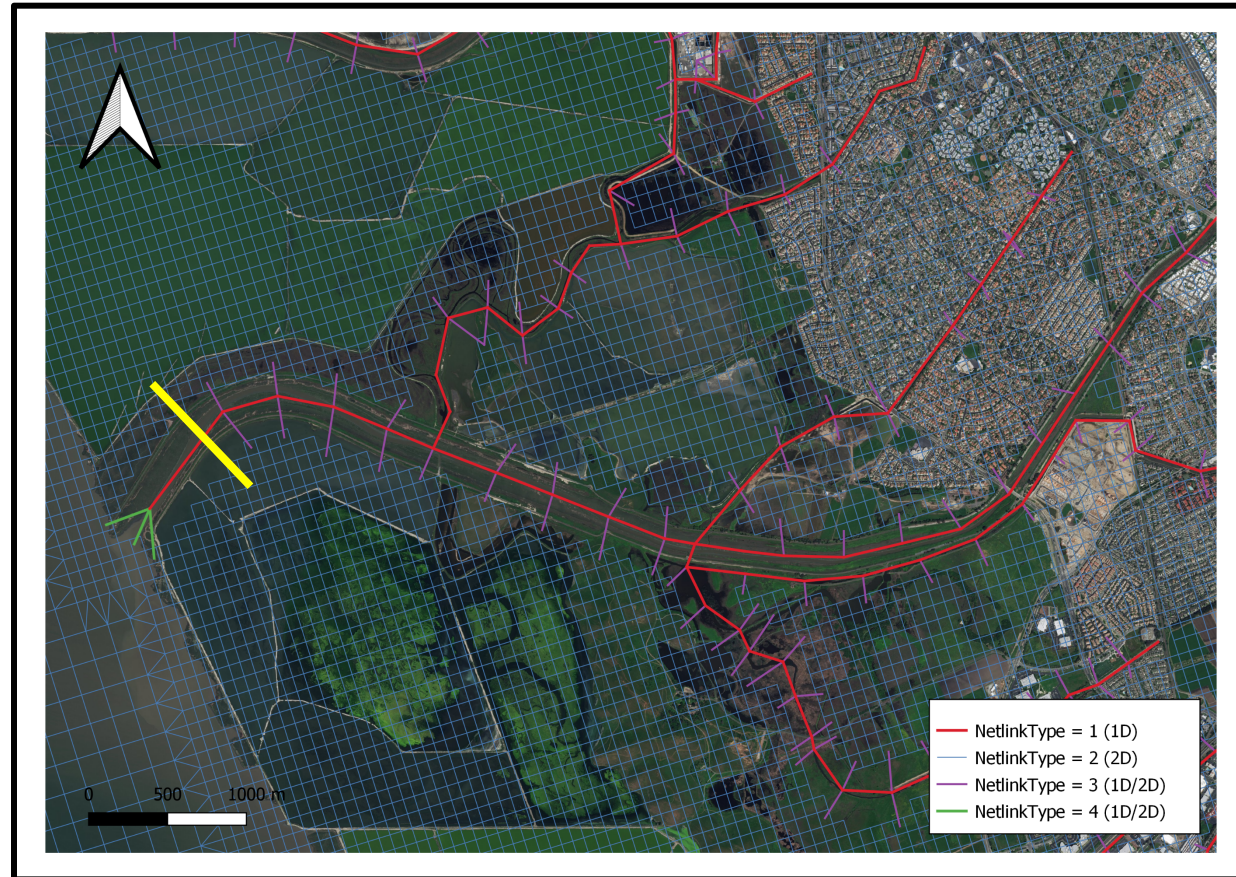 0 500 1000 m
NetlinkType = 1 (1D)
NetlinkType = 2 (2D)
NetlinkType = 3 (1D/2D)
NetlinkType = 4 (1D/2D)